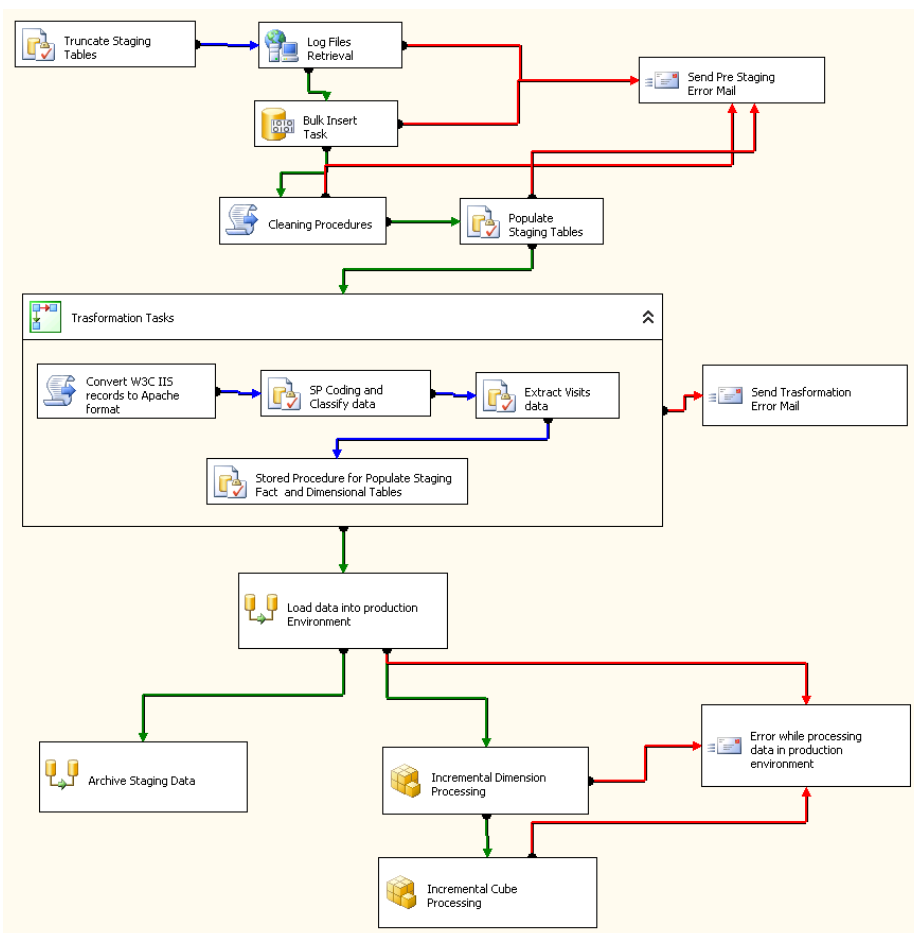 Truncate Staging
Tables
Log Files
Retrieval
Send Pre Staging
Error Mail
Bulk Insert
Task
Cleaning Procedures
Populate
Staging Tables
Trasformation Tasks
Convert W3C IIS
records to Apache
format
SP Coding and
Classify data
Extract Visits
data
Send Trasformation
Error Mail
Stored Procedure for Populate Staging
Fact and Dimensional Tables
Load data into production
Environment
Error while processing
data in production
environment
Archive Staging Data
Incremental Dimension
Processing
Incremental Cube
Processing